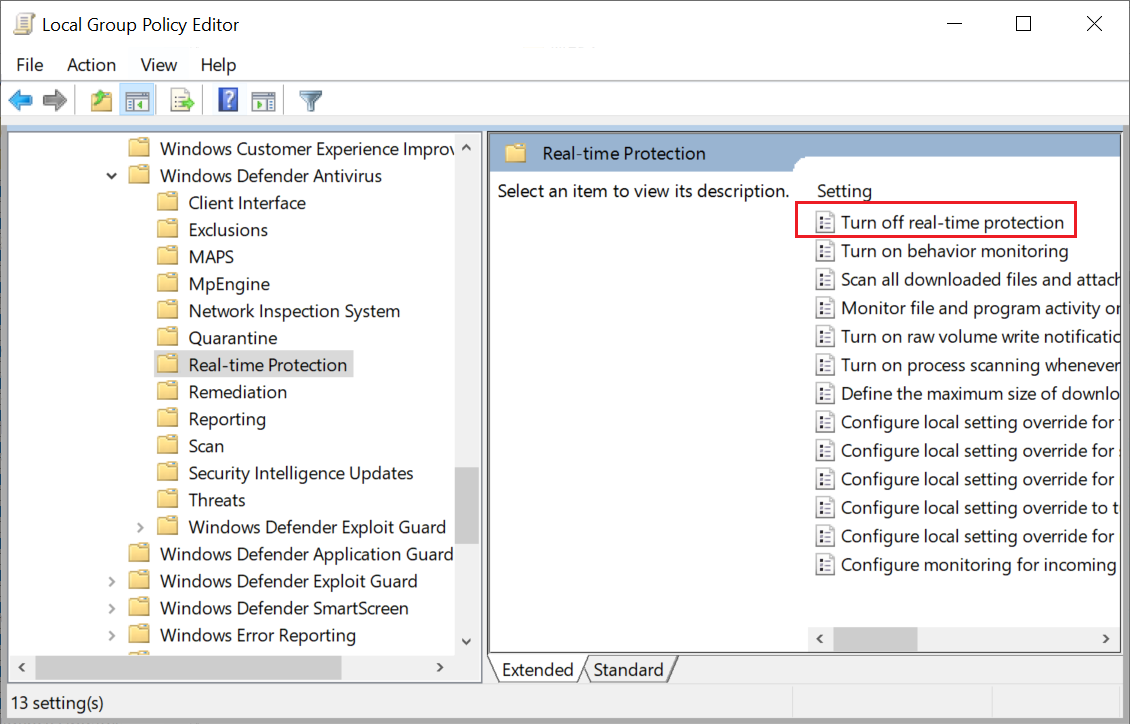 Local Group Policy Editor
File Action View Help
Windows Customer Experience Improv
Windows Defender Antivirus
Client Interface
Exclusions
MAPS
MpEngine
Network Inspection System
Quarantine
Real-time Protection
Remediation
Reporting
Scan
Security Intelligence Updates
Threats
Windows Defender Exploit Guard
Windows Defender Application Guard
Windows Defender Exploit Guard
Windows Defender SmartScreen
Windows Error Reporting
Real-time Protection
Select an item to view its description.
Setting
Turn off real-time protection
Turn on behavior monitoring
Scan all downloaded files and attach
Monitor file and program activity on
Turn on raw volume write notificatio
Turn on process scanning whenever
Define the maximum size of downlo
Configure local setting override for
Configure local setting override for
Configure local setting override for
Configure local setting override to t
Configure local setting override for
Configure monitoring for incoming
Extended Standard
13 setting(s)